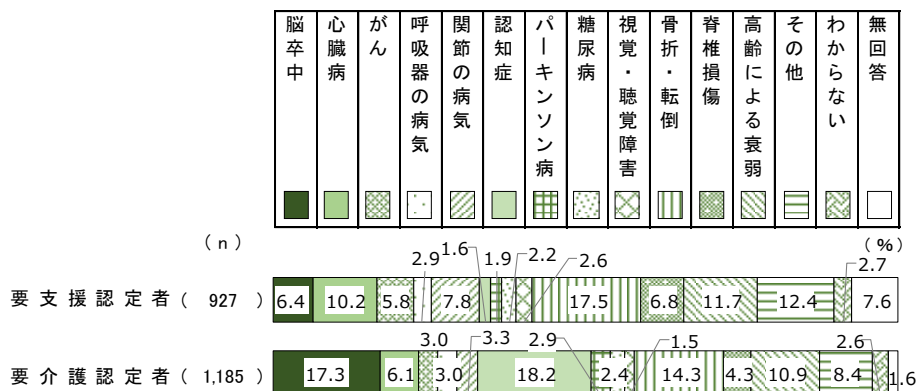 脳卒中
心臓病
がん
呼吸器の病気
関節の病気
認知症
パーキンソン病
糖尿病
視覚・聴覚障害
骨折・転倒
脊椎損傷
高齢による衰弱
その他
わからない
無回答
(n)
(%)
2.9 1.6 1.9 2.2 2.6 2.7
要支援認定者( 927 ) 6.4 10.2 5.8 7.8 17.5 6.8 11.7 12.4 7.6
3.0 3.3 2.9 1.5 2.6
要介護認定者( 1,185 ) 17.3 6.1 3.0 18.2 2.4 14.3 4.3 10.9 8.4 1.6